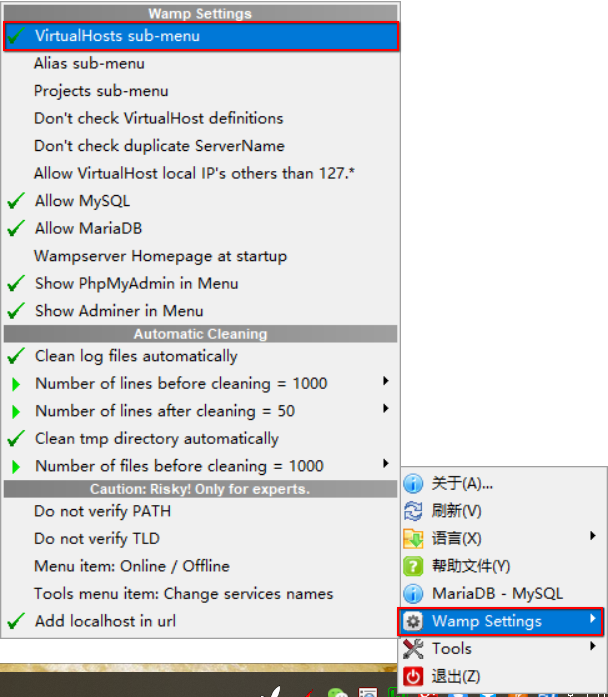 Wamp Settings
VirtualHosts sub-menu
Alias sub-menu
Projects sub-menu
Don't check VirtualHost definitions
Don't check duplicate ServerName
Allow VirtualHost local IP's others than 127.*
Allow MySQL
Allow MariaDB
Wampserver Homepage at startup
Show PhpMyAdmin in Menu
Show Adminer in Menu
Automatic Cleaning
Clean log files automatically
Number of lines before cleaning = 1000
Number of lines after cleaning = 50
Clean tmp directory automatically
Number of files before cleaning = 1000
Caution: Risky! Only for experts.
Do not verify PATH
Do not verify TLD
Menu item: Online / Offline
Tools menu item: Change services names
Add localhost in url
关于(A)...
刷新(V)
语言(X)
帮助文件(Y)
MariaDB - MySQL
Wamp Settings
Tools
退出(Z)